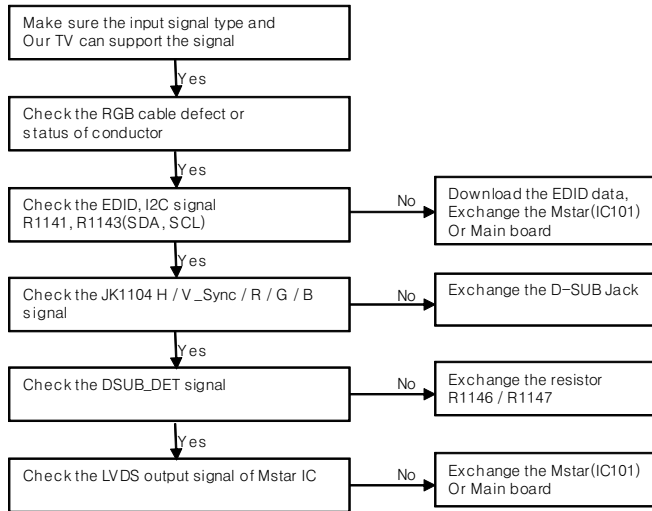 Make sure the input signal type and
Our TV can support the signal
Yes
Check the RGB cable defect or
status of conductor
Yes
Check the EDID, I2C signal
R1141, R1143(SDA, SCL)
No
Download the EDID data,
Exchange the Mstar(IC101)
Or Main board
Yes
Check the JK1104 H / V_Sync / R / G / B
signal
No
Exchange the D-SUB Jack
Yes
Check the DSUB_DET signal
No
Exchange the resistor
R1146 / R1147
Yes
Check the LVDS output signal of Mstar IC
No
Exchange the Mstar(IC101)
Or Main board